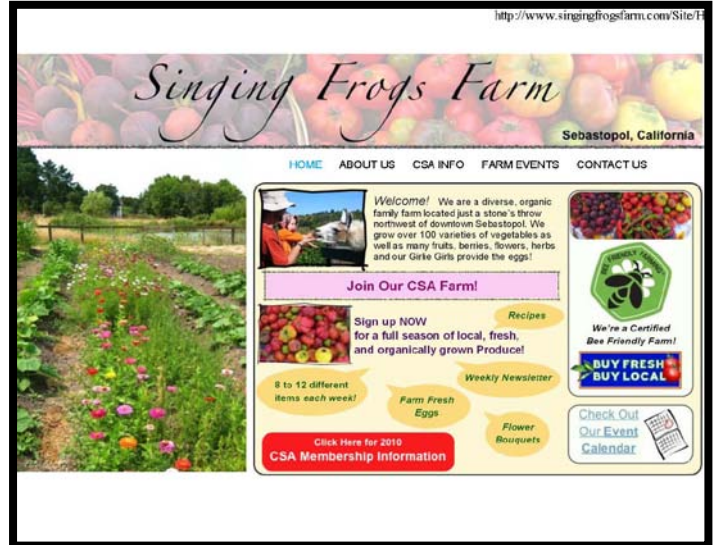 http://www.singingfrogsfarm.com/Site/H
Singing Frogs Farm
Sebastopol, California
HOME ABOUT US CSA INFO FARM EVENTS CONTACT US
Welcome! We are a diverse, organic
family farm located just a stone's throw
northwest of downtown Sebastopol. We
grow over 100 varieties of vegetables as
well as many fruits, berries, flowers, herbs
and our Girlie Girls provide the eggs!
Join Our CSA Farm!
Sign up NOW
for a full season of local, fresh,
and organically grown Produce!
Recipes
Weekly Newsletter
8 to 12 different
items each week!
Farm Fresh
Eggs
Flower
Bouquets
Click Here for 2010
CSA Membership Information
BEE FRIENDLY FARMING
We're a Certified
Bee Friendly Farm!
BUY FRESH
BUY LOCAL
Check Out
Our Event
Calendar